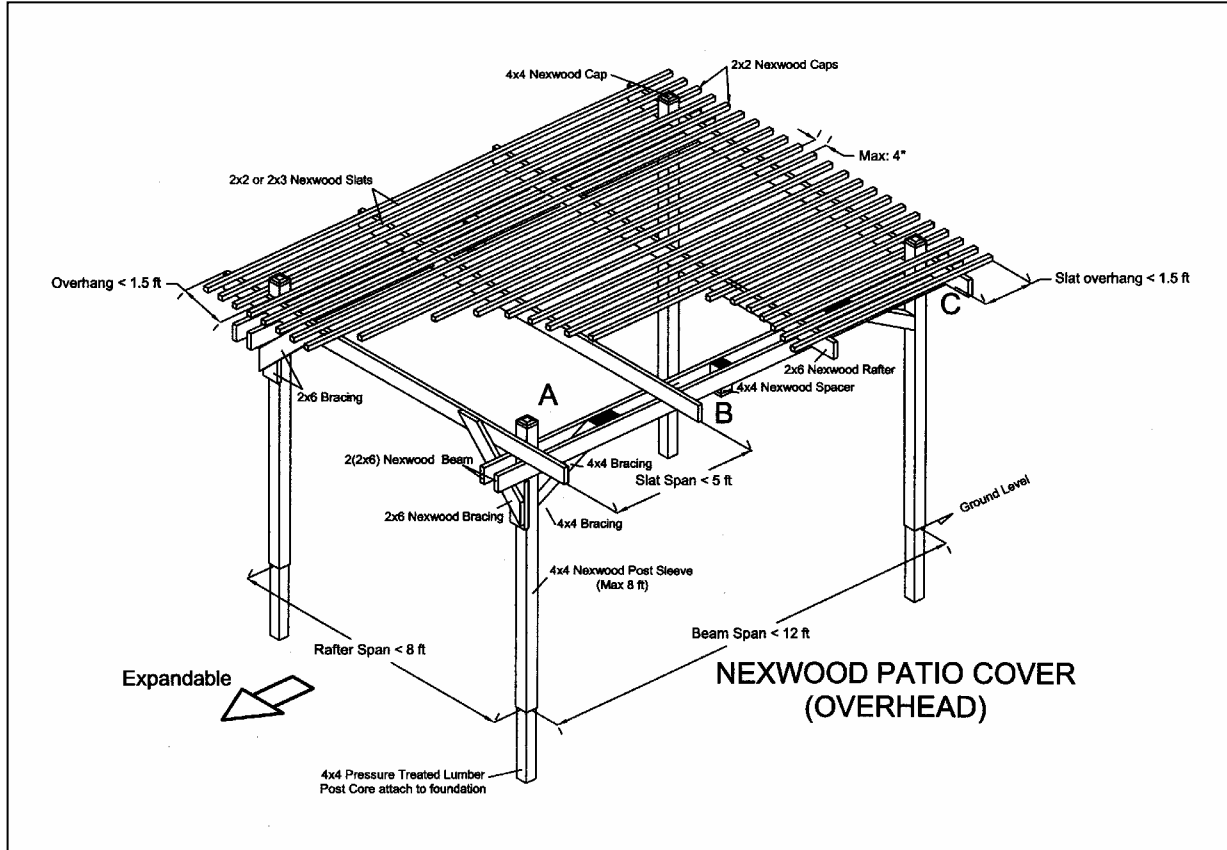 4x4 Nexwood Cap
2x2 Nexwood Caps
Max: 4"
2x2 or 2x3 Nexwood Slats
Overhang < 1.5 ft
Slat overhang < 1.5 ft
C
2x6 Nexwood Rafter
4x4 Nexwood Spacer
2x6 Bracing
A
B
2(2x6) Nexwood Beam
4x4 Bracing
Slat Span < 5 ft
2x6 Nexwood Bracing
4x4 Bracing
Ground Level
4x4 Nexwood Post Sleeve
(Max 8 ft)
Beam Span < 12 ft
Rafter Span < 8 ft
Expandable
NEXWOOD PATIO COVER
(OVERHEAD)
4x4 Pressure Treated Lumber
Post Core attach to foundation